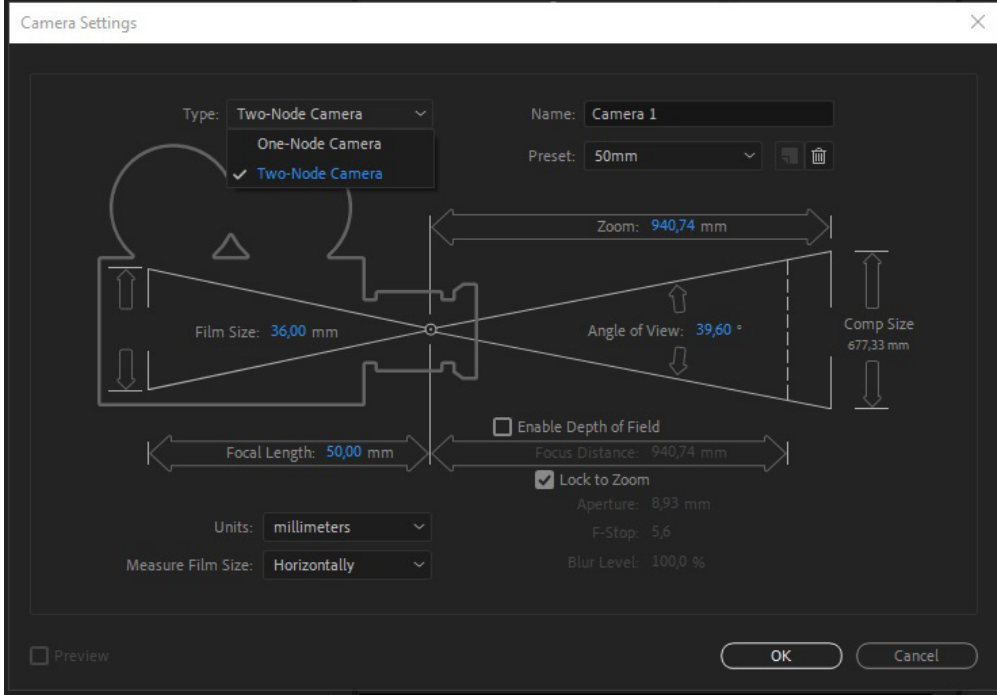 Camera Settings
Type: Two-Node Camera
One-Node Camera
Two-Node Camera
Name: Camera 1
Preset: 50mm
Zoom: 940,74 mm
Film Size: 36,00 mm
Angle of View: 39,60 °
Comp Size
677,33 mm
Enable Depth of Field
Focal Length: 50,00 mm
Focus Distance: 940,74 mm
Lock to Zoom
Aperture: 8,93 mm
F-Stop: 5,6
Blur Level: 100,0 %
Units: millimeters
Measure Film Size: Horizontally
Preview
OK
Cancel